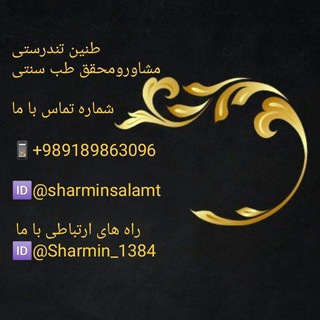 طنین تندرستی
مشاورومحقق طب سنتی
شماره تماس با ما
📱+989189863096
🆔@sharminsalamt
راه های ارتباطی با ما
🆔@Sharmin_1384